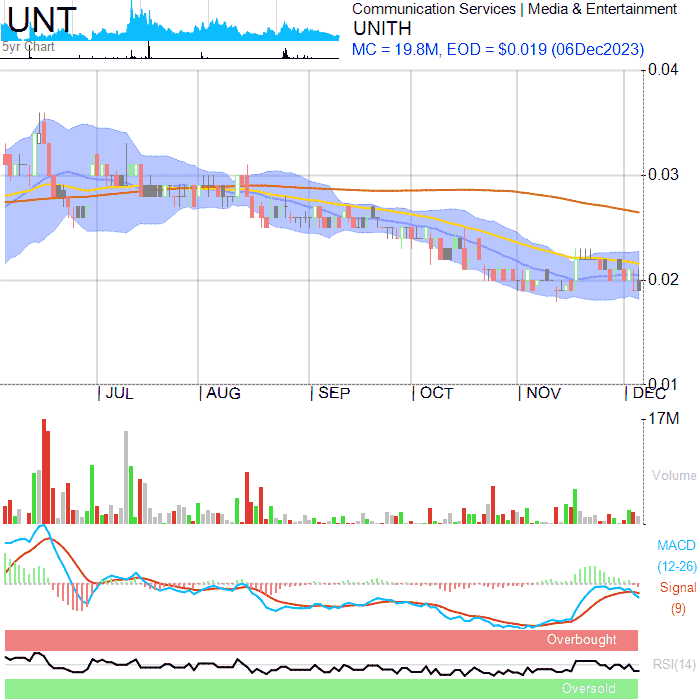 UNT
5yr Chart
Communication Services | Media & Entertainment
UNITH
MC = 19.8M, EOD = $0.019 (06Dec2023)
0.04
0.03
0.02
0.01
JUL AUG SEP OCT NOV DEC
17M
Volume
MACD
(12-26)
Signal
(9)
Overbought
RSI(14)
Oversold